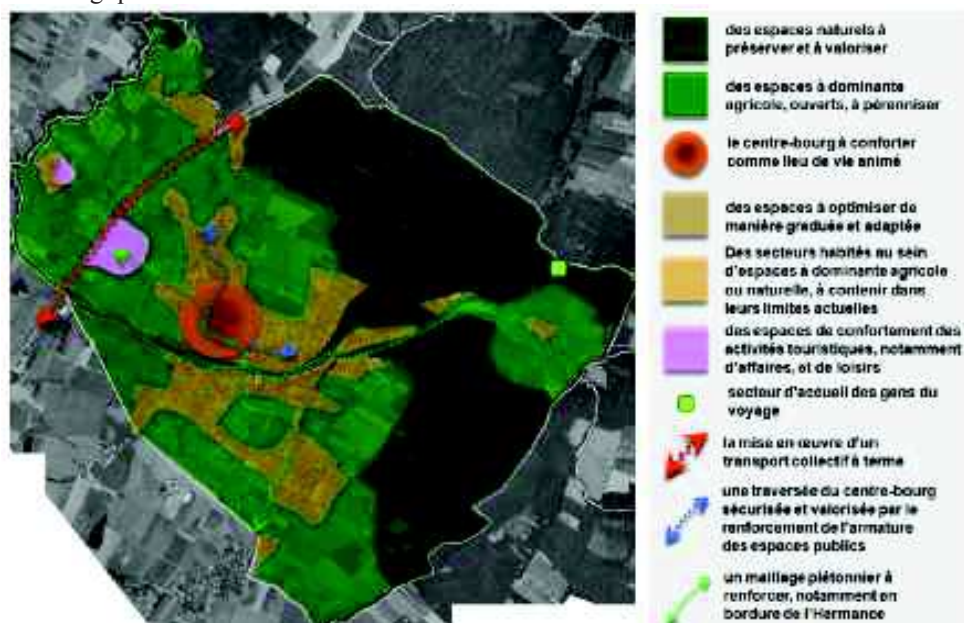 des espaces naturels à
préserver et à valoriser
des espaces à dominante
agricole, ouverts, à pérenniser
le centre-bourg à conforter
comme lieu de vie animé
des espaces à optimiser de
manière graduée et adaptée
Des secteurs habités au sein
d'espaces à dominante agricole
ou naturelle, à contenir dans
leurs limites actuelles
des espaces de confortement des
activités touristiques, notamment
d'affaires, et de loisirs
secteur d'accueil des gens du
voyage
la mise en œuvre d'un
transport collectif à terme
une traversée du centre-bourg
sécurisée et valorisée par le
renforcement de l'armature
des espaces publics
un maillage piétonnier à
renforcer, notamment en
bordure de l'Hermance